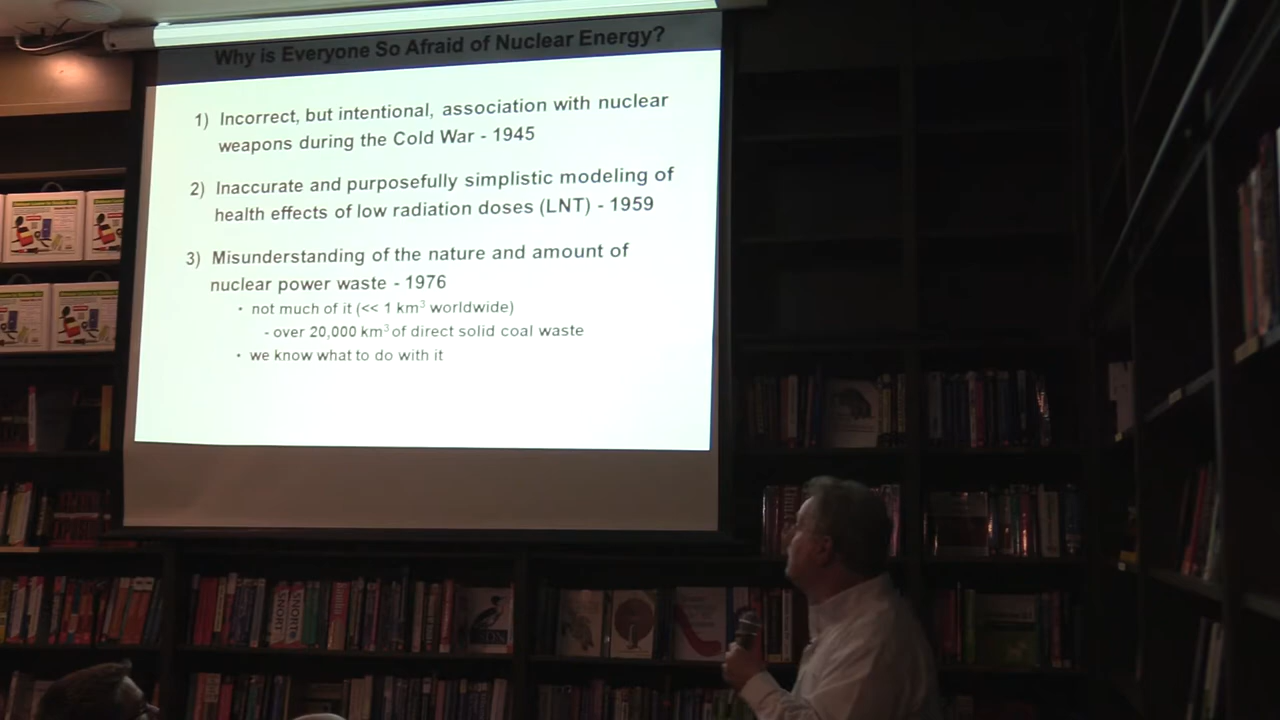 Why is Everyone So Afraid of Nuclear Energy?
1) Incorrect, but intentional, association with nuclear
weapons during the Cold War - 1945
2) Inaccurate and purposefully simplistic modeling of
health effects of low radiation doses (LNT) - 1959
3) Misunderstanding of the nature and amount of
nuclear power waste - 1976
• not much of it (<< 1 km³ worldwide)
- over 20,000 km³ of direct solid coal waste
• we know what to do with it
SNORT
SNORT